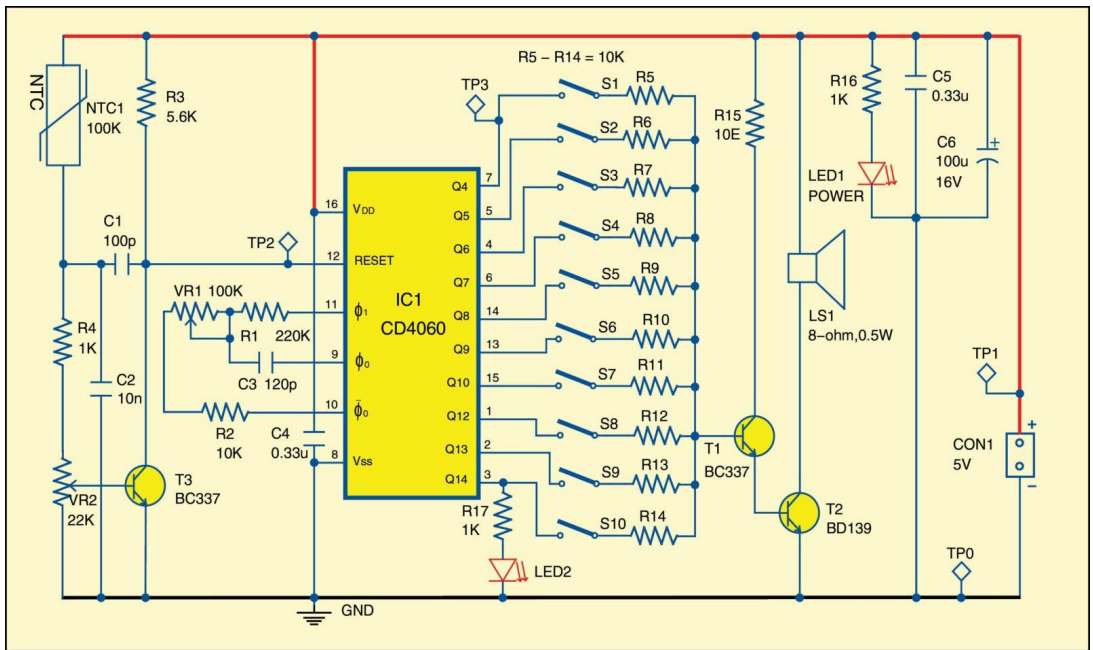 NTC
NTC1
100K
R3
5.6K
C1
100p
TP2
VR1 100K
R1
220K
C3 120p
R4
1K
C2
10n
R2
10K
C4
0.33u
VR2
22K
T3
BC337
16
VDD
12
RESET
11
ϕ1
9
ϕ0
10
ϕ̅0
8
VSS
IC1
CD4060
Q4
7
Q5
5
Q6
4
Q7
6
Q8
14
Q9
13
Q10
15
Q12
1
Q13
2
Q14
3
TP3
R5 – R14 = 10K
S1
R5
S2
R6
S3
R7
S4
R8
S5
R9
S6
R10
S7
R11
S8
R12
S9
R13
S10
R14
R17
1K
LED2
GND
R15
10E
T1
BC337
T2
BD139
LS1
8-ohm,0.5W
R16
1K
LED1
POWER
C5
0.33u
C6
100u
16V
+
TP1
+
CON1
5V
–
TP0